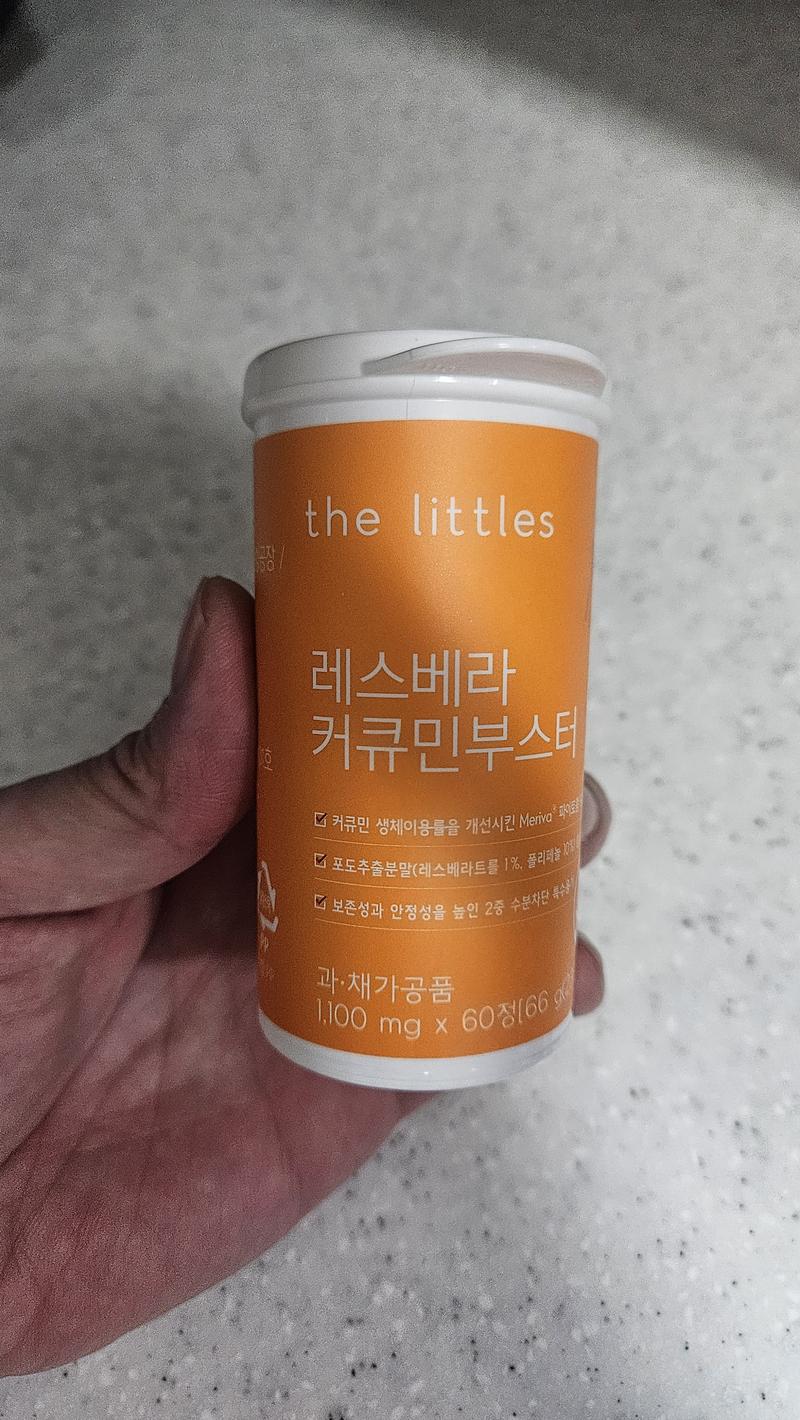 the littles
레스베라
커큐민부스터
커큐민 생체이용률을 개선시킨 Meriva®
포도추출분말(레스베라트롤 1%, 폴리페놀
보존성과 안정성을 높인 2중 수분차단
과·채가공품
1,100 mg x 60정[66 g